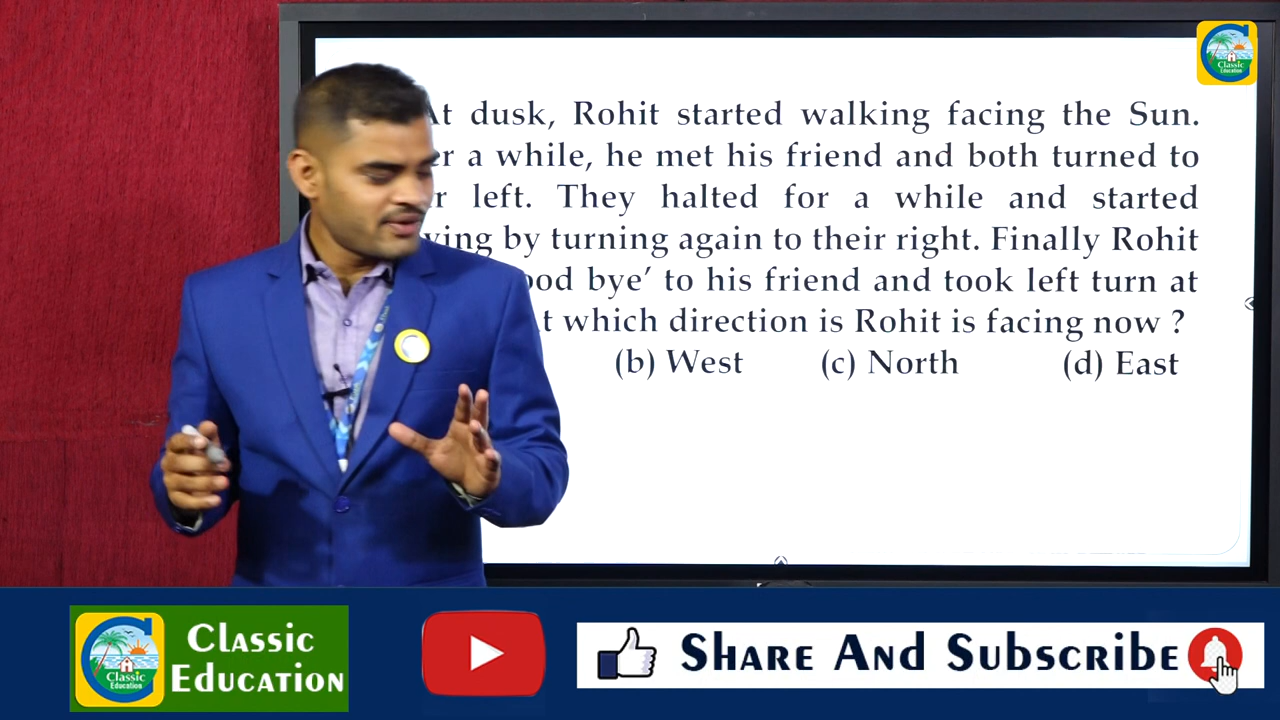 At dusk, Rohit started walking facing the Sun.
a while, he met his friend and both turned to
left. They halted for a while and started
by turning again to their right. Finally Rohit
bye’ to his friend and took left turn at
which direction is Rohit is facing now ?
(b) West (c) North (d) East
Classic
Education
Classic
Education
Classic
Education
Share And Subscribe